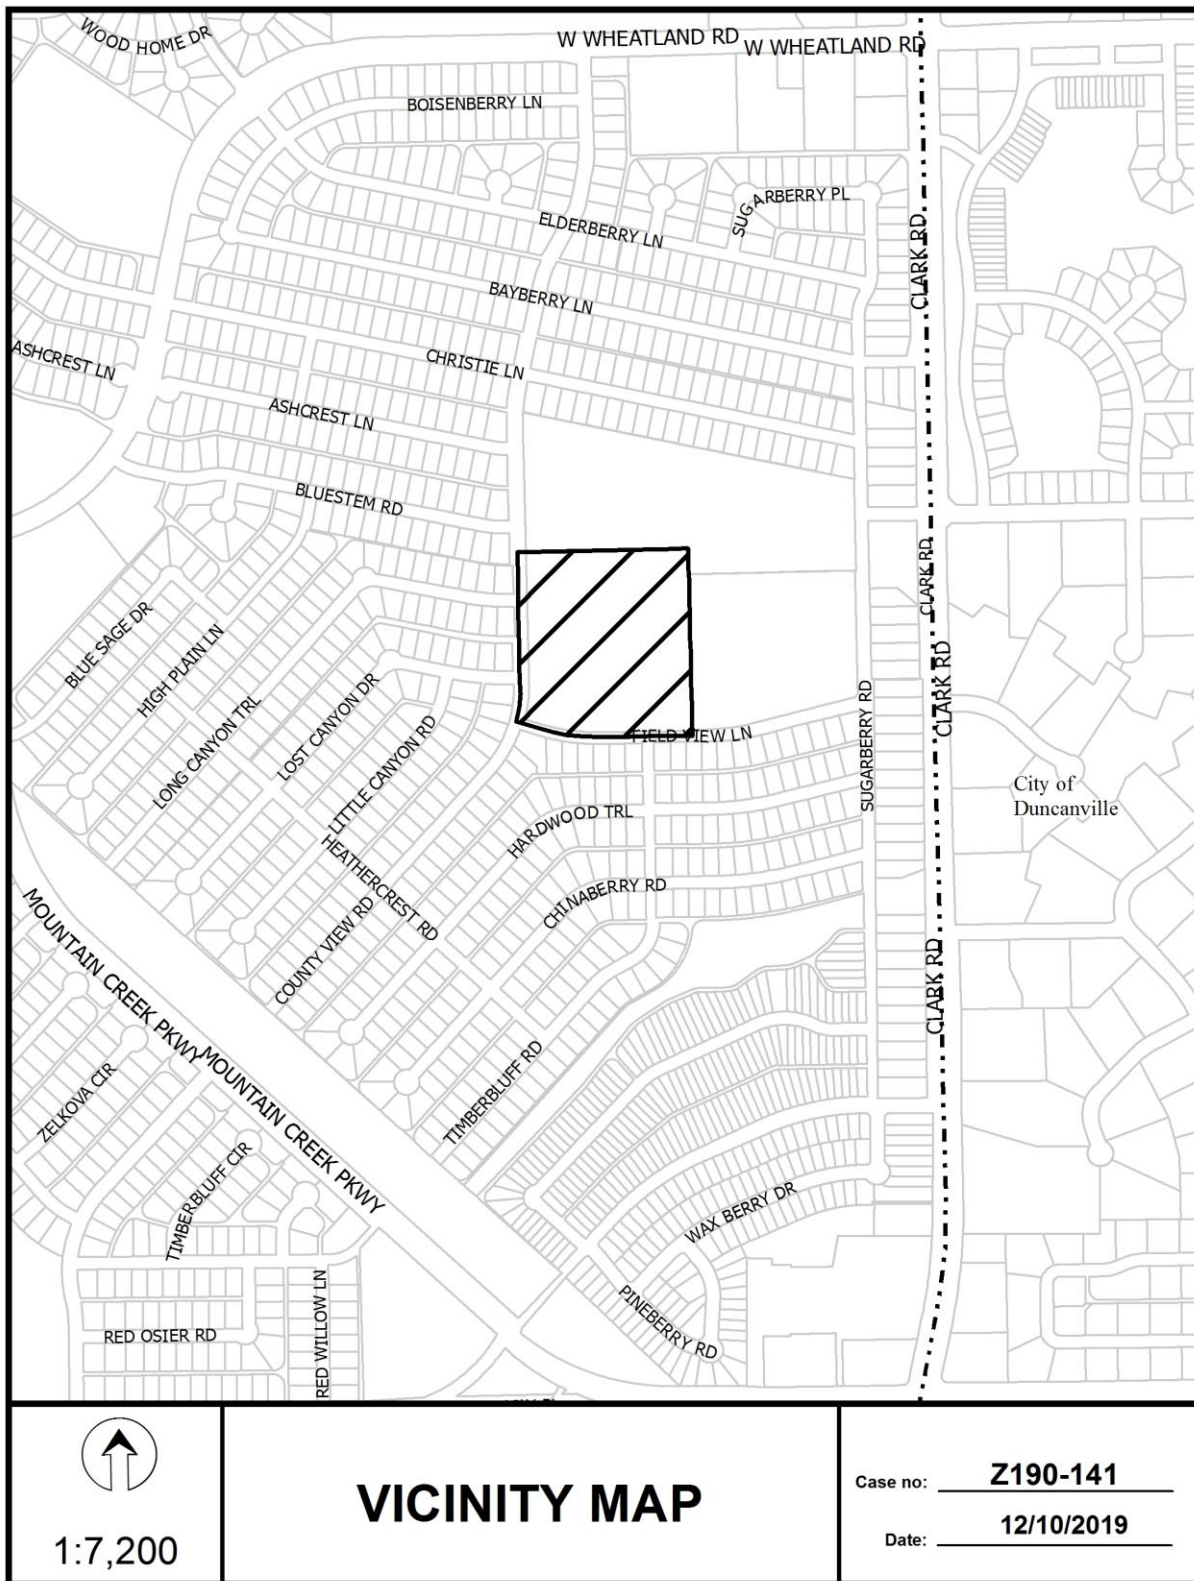 WOOD HOME DR
W WHEATLAND RD
W WHEATLAND RD
BOISENBERRY LN
SUGARBERRY PL
ELDERBERRY LN
CLARK RD
BAYBERRY LN
ASHCREST LN
CHRISTIE LN
ASHCREST LN
BLUESTEM RD
CLARK RD
BLUE SAGE DR
HIGH PLAIN LN
LONG CANYON TRL
LOST CANYON DR
LITTLE CANYON RD
FIELD VIEW LN
SUGARBERRY RD
CLARK RD
City of
Duncanville
HARDWOOD TRL
HEATHERCREST RD
CHINABERRY RD
COUNTY VIEW RD
MOUNTAIN CREEK PKWY
CLARK RD
TIMBERBLUFF RD
ZELKOVA CIR
MOUNTAIN CREEK PKWY
TIMBERBLUFF CIR
WAX BERRY DR
RED OSIER RD
RED WILLOW LN
PINEBERRY RD
1:7,200
VICINITY MAP
Case no: Z190-141
Date: 12/10/2019